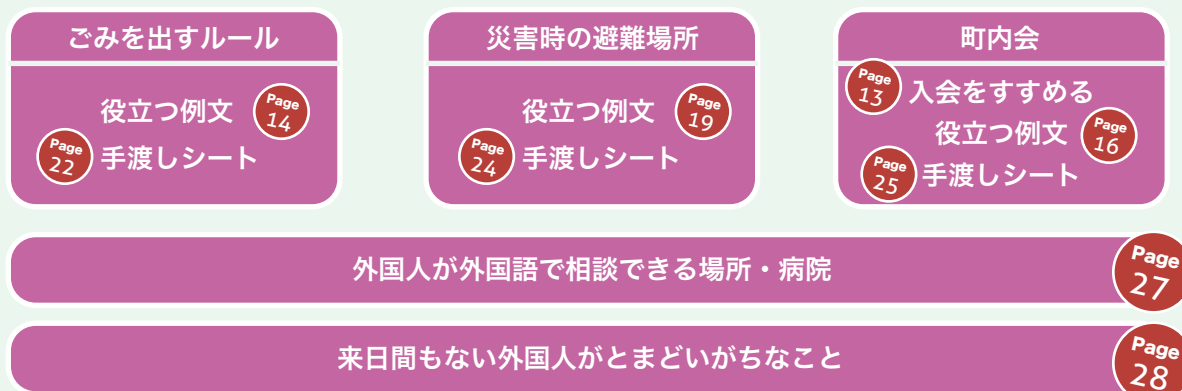 ごみを出すルール
役立つ例文 Page 14
Page 22 手渡しシート
災害時の避難場所
役立つ例文 Page 19
Page 24 手渡しシート
町内会
Page 13 入会をすすめる
役立つ例文 Page 16
Page 25 手渡しシート
外国人が外国語で相談できる場所・病院 Page 27
来日間もない外国人がとまどいがちなこと Page 28